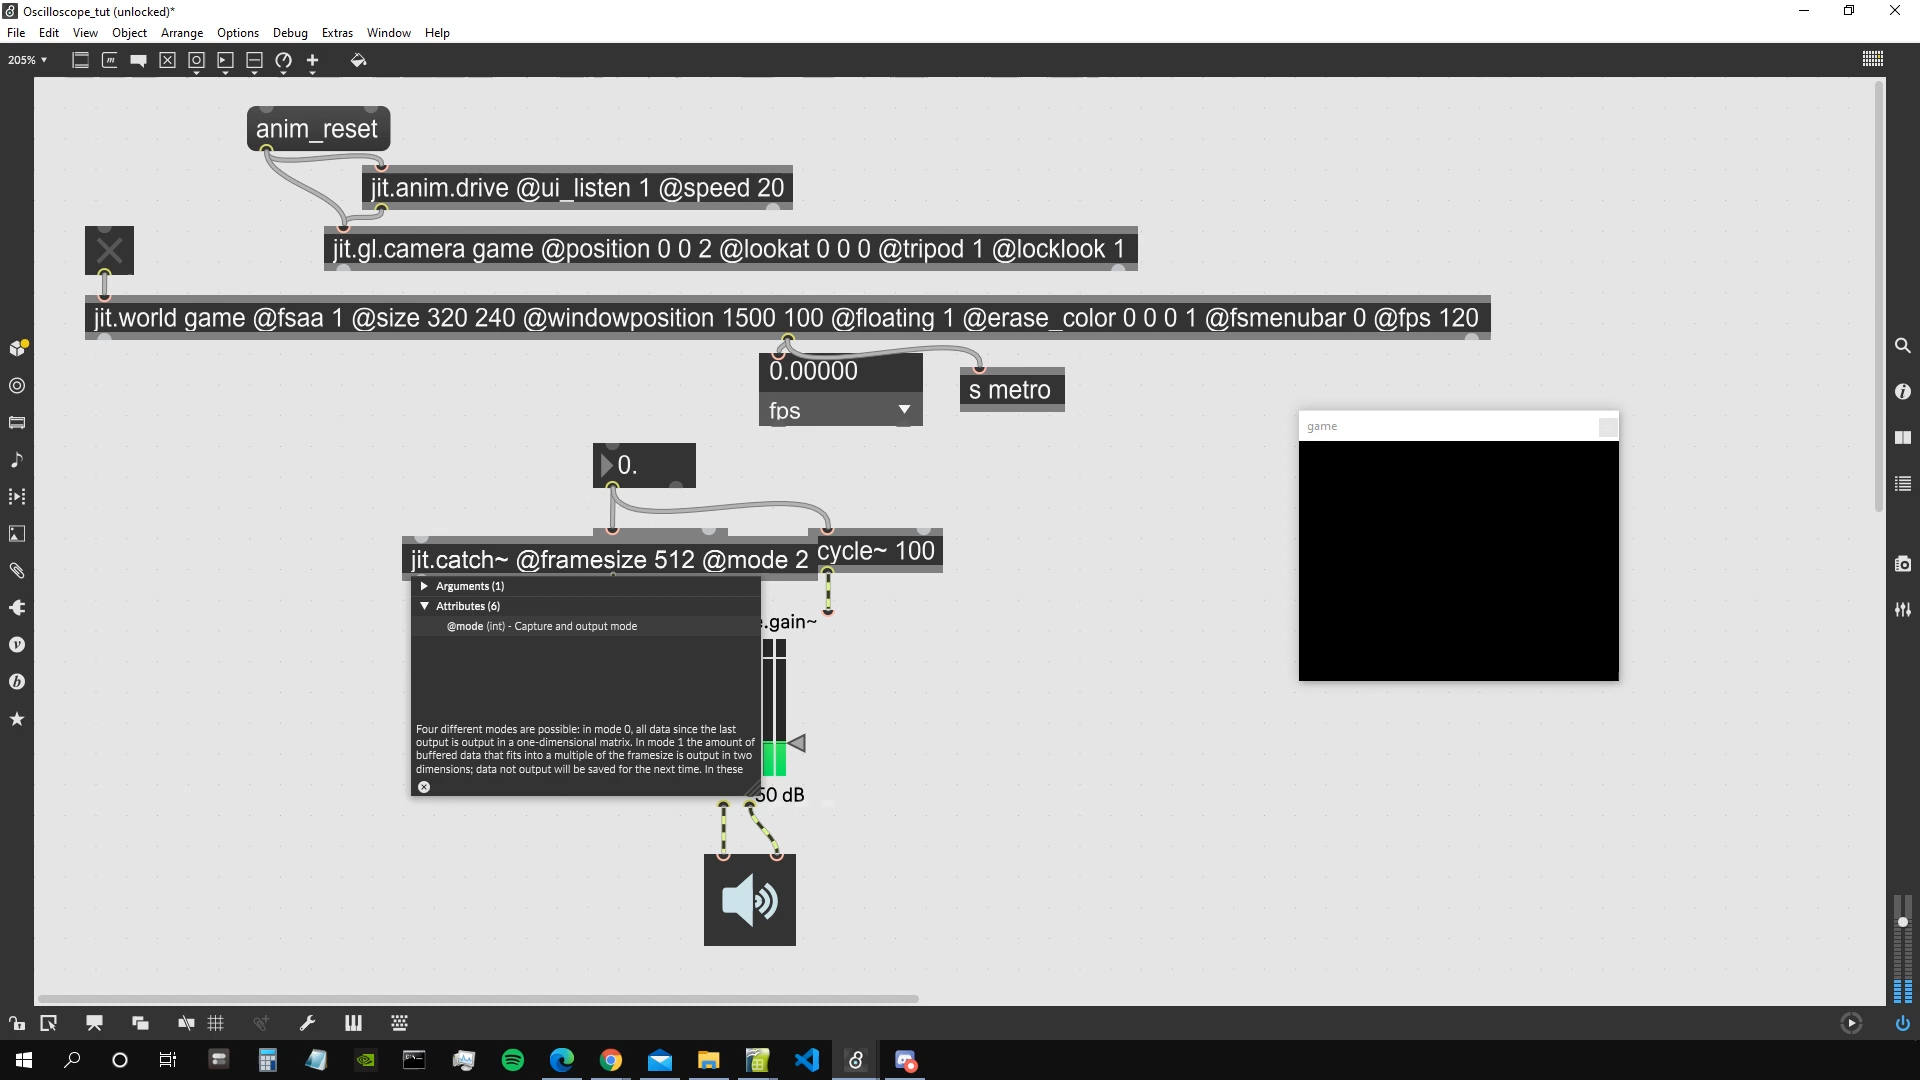 Oscilloscope_tut (unlocked)*
File Edit View Object Arrange Options Debug Extras Window Help
205%
anim_reset
jit.anim.drive @ui_listen 1 @speed 20
jit.gl.camera game @position 0 0 2 @lookat 0 0 0 @tripod 1 @locklook 1
jit.world game @fsaa 1 @size 320 240 @windowposition 1500 100 @floating 1 @erase_color 0 0 0 1 @fsmenubar 0 @fps 120
0.00000
fps
s metro
game
0.
jit.catch~ @framesize 512 @mode 2
cycle~ 100
Arguments (1)
Attributes (6)
@mode (int) - Capture and output mode
.gain~
Four different modes are possible: in mode 0, all data since the last
output is output in a one-dimensional matrix. In mode 1 the amount of
buffered data that fits into a multiple of the framesize is output in two
dimensions; data not output will be saved for the next time. In these
50 dB